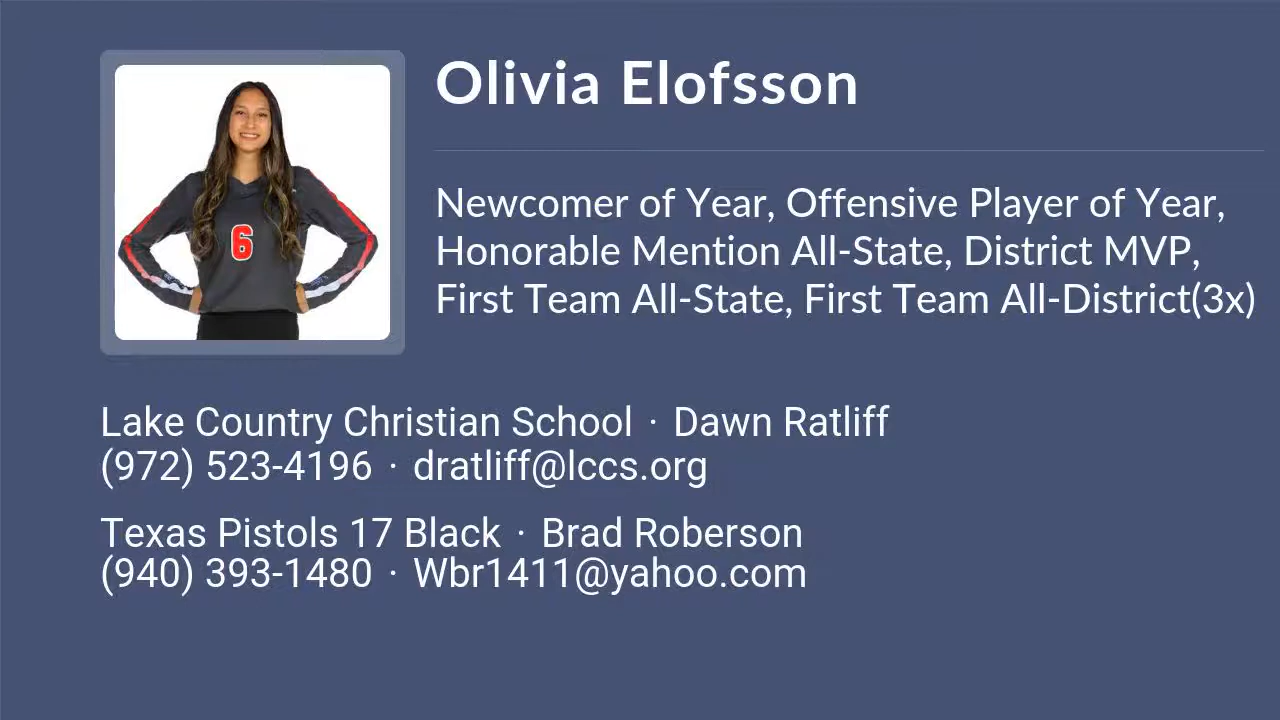 Olivia Elofsson
6
Newcomer of Year, Offensive Player of Year,
Honorable Mention All-State, District MVP,
First Team All-State, First Team All-District(3x)
Lake Country Christian School · Dawn Ratliff
(972) 523-4196 · dratliff@lccs.org
Texas Pistols 17 Black · Brad Roberson
(940) 393-1480 · Wbr1411@yahoo.com